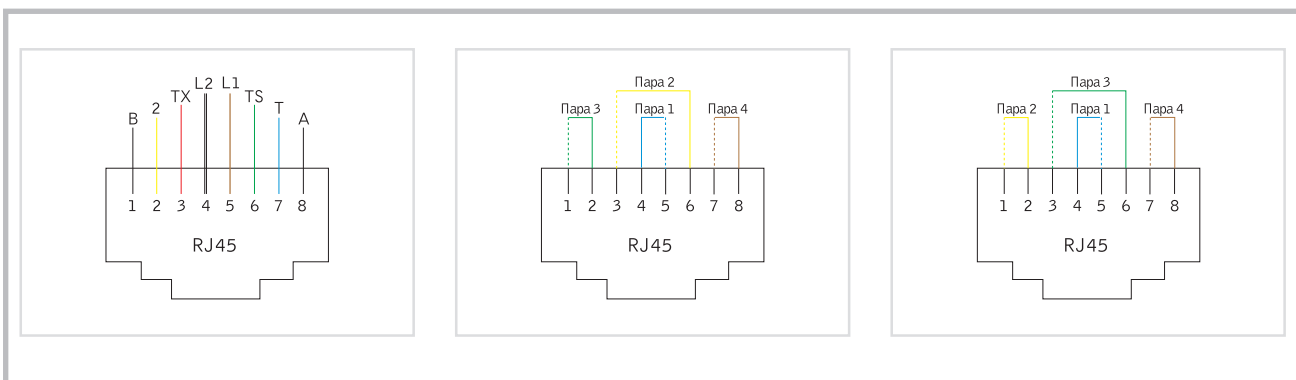 B 2 TX L2 L1 TS T A
1 2 3 4 5 6 7 8
RJ45
Пара 2
Пара 3 Пара 1 Пара 4
1 2 3 4 5 6 7 8
RJ45
Пара 3
Пара 2 Пара 1 Пара 4
1 2 3 4 5 6 7 8
RJ45